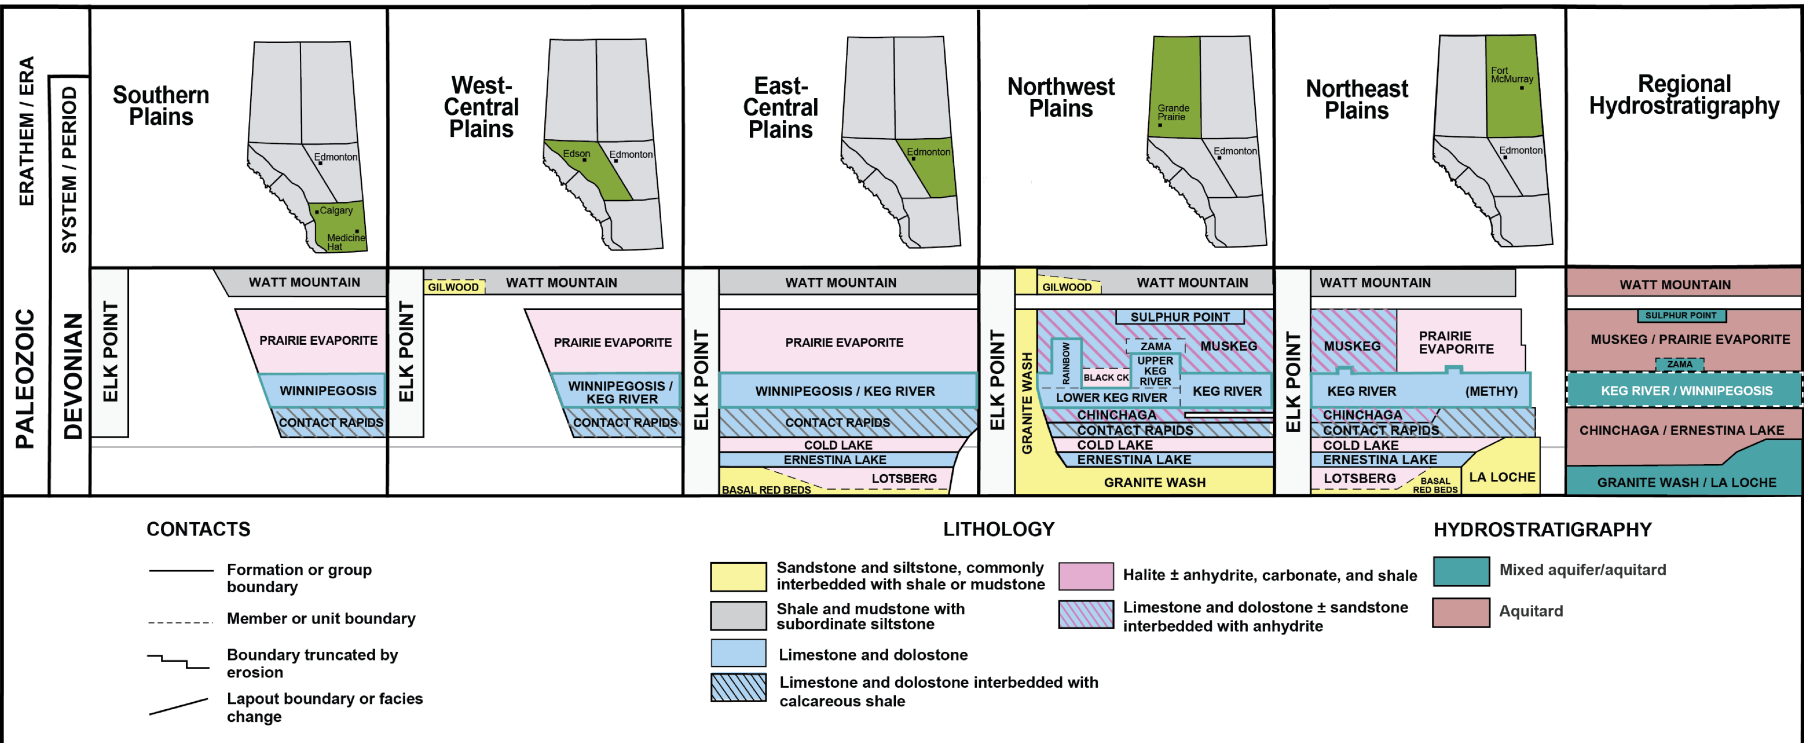 ERATHEM / ERA
SYSTEM / PERIOD
Southern
Plains
Edmonton
Calgary
Medicine
Hat
West-
Central
Plains
Edson
Edmonton
East-
Central
Plains
Edmonton
Northwest
Plains
Grande
Prairie
Edmonton
Northeast
Plains
Fort
McMurray
Edmonton
Regional
Hydrostratigraphy
PALEOZOIC
DEVONIAN
ELK POINT
WATT MOUNTAIN
PRAIRIE EVAPORITE
WINNIPEGOSIS
CONTACT RAPIDS
ELK POINT
GILWOOD
WATT MOUNTAIN
PRAIRIE EVAPORITE
WINNIPEGOSIS /
KEG RIVER
CONTACT RAPIDS
ELK POINT
WATT MOUNTAIN
PRAIRIE EVAPORITE
WINNIPEGOSIS / KEG RIVER
CONTACT RAPIDS
COLD LAKE
ERNESTINA LAKE
LOTSBERG
BASAL RED BEDS
ELK POINT
GRANITE WASH
GILWOOD
WATT MOUNTAIN
SULPHUR POINT
ZAMA
MUSKEG
RAINBOW
BLACK CK
UPPER
KEG
RIVER
KEG RIVER
LOWER KEG RIVER
CHINCHAGA
CONTACT RAPIDS
COLD LAKE
ERNESTINA LAKE
GRANITE WASH
ELK POINT
WATT MOUNTAIN
MUSKEG
PRAIRIE
EVAPORITE
KEG RIVER
(METHY)
CHINCHAGA
CONTACT RAPIDS
COLD LAKE
ERNESTINA LAKE
LOTSBERG
BASAL
RED BEDS
LA LOCHE
WATT MOUNTAIN
SULPHUR POINT
MUSKEG / PRAIRIE EVAPORITE
ZAMA
KEG RIVER / WINNIPEGOSIS
CHINCHAGA / ERNESTINA LAKE
GRANITE WASH / LA LOCHE
CONTACTS
Formation or group
boundary
Member or unit boundary
Boundary truncated by
erosion
Lapout boundary or facies
change
LITHOLOGY
Sandstone and siltstone, commonly
interbedded with shale or mudstone
Shale and mudstone with
subordinate siltstone
Limestone and dolostone
Limestone and dolostone interbedded with
calcareous shale
Halite ± anhydrite, carbonate, and shale
Limestone and dolostone ± sandstone
interbedded with anhydrite
HYDROSTRATIGRAPHY
Mixed aquifer/aquitard
Aquitard